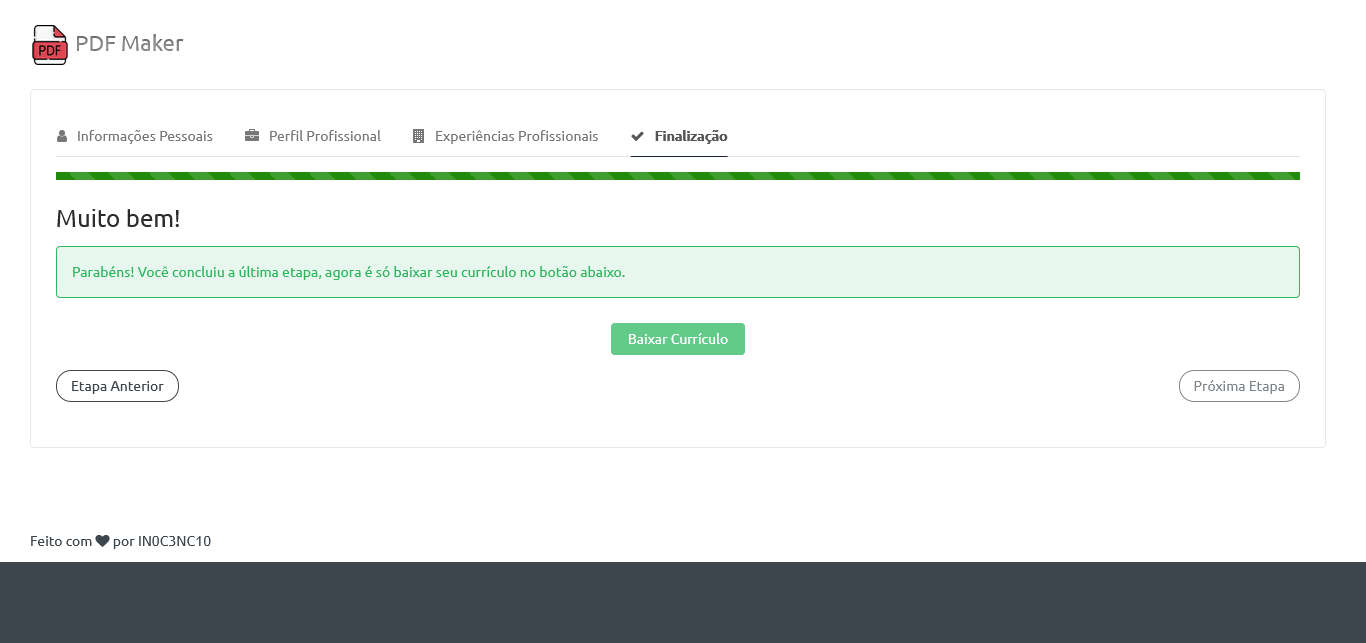 PDF PDF Maker
Informações Pessoais Perfil Profissional Experiências Profissionais Finalização
Muito bem!
Parabéns! Você concluiu a última etapa, agora é só baixar seu currículo no botão abaixo.
Baixar Currículo
Etapa Anterior Próxima Etapa
Feito com por IN0C3NC10